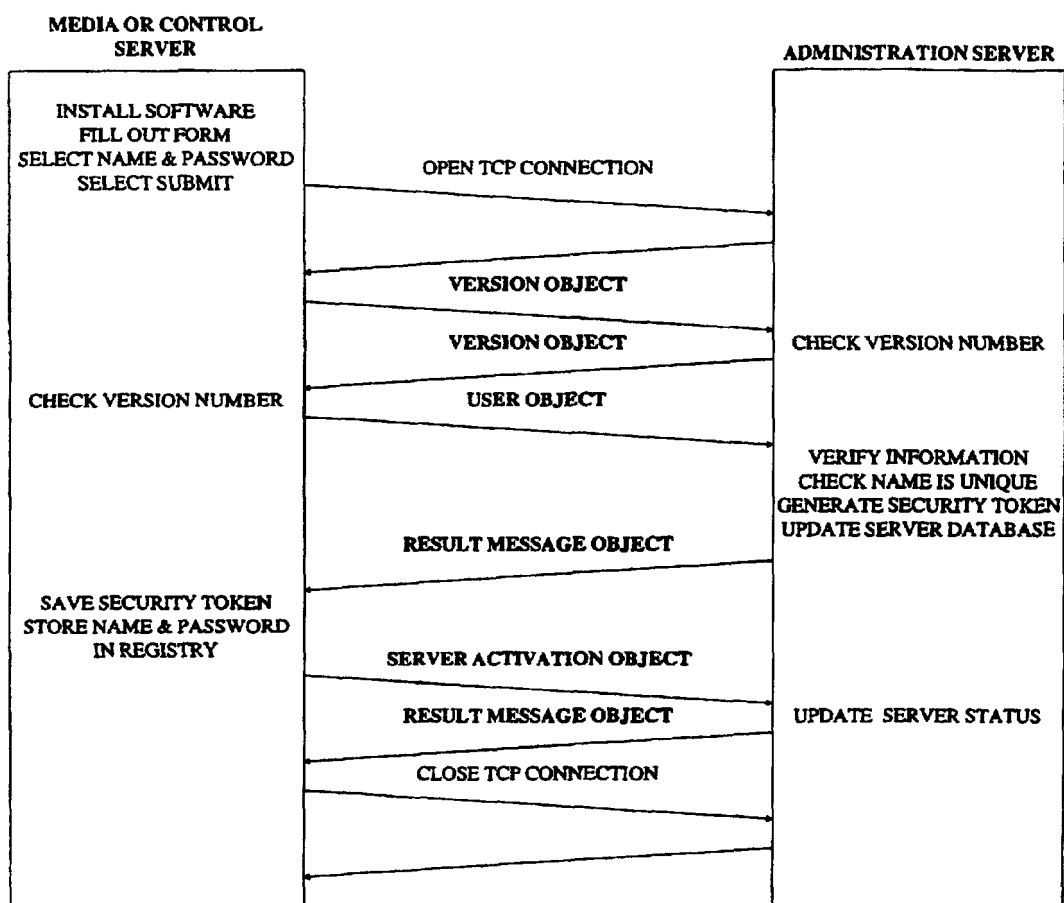 MEDIA OR CONTROL
SERVER
ADMINISTRATION SERVER
INSTALL SOFTWARE
FILL OUT FORM
SELECT NAME & PASSWORD
SELECT SUBMIT
OPEN TCP CONNECTION
VERSION OBJECT
VERSION OBJECT
CHECK VERSION NUMBER
CHECK VERSION NUMBER
USER OBJECT
VERIFY INFORMATION
CHECK NAME IS UNIQUE
GENERATE SECURITY TOKEN
UPDATE SERVER DATABASE
RESULT MESSAGE OBJECT
SAVE SECURITY TOKEN
STORE NAME & PASSWORD
IN REGISTRY
SERVER ACTIVATION OBJECT
RESULT MESSAGE OBJECT
UPDATE SERVER STATUS
CLOSE TCP CONNECTION